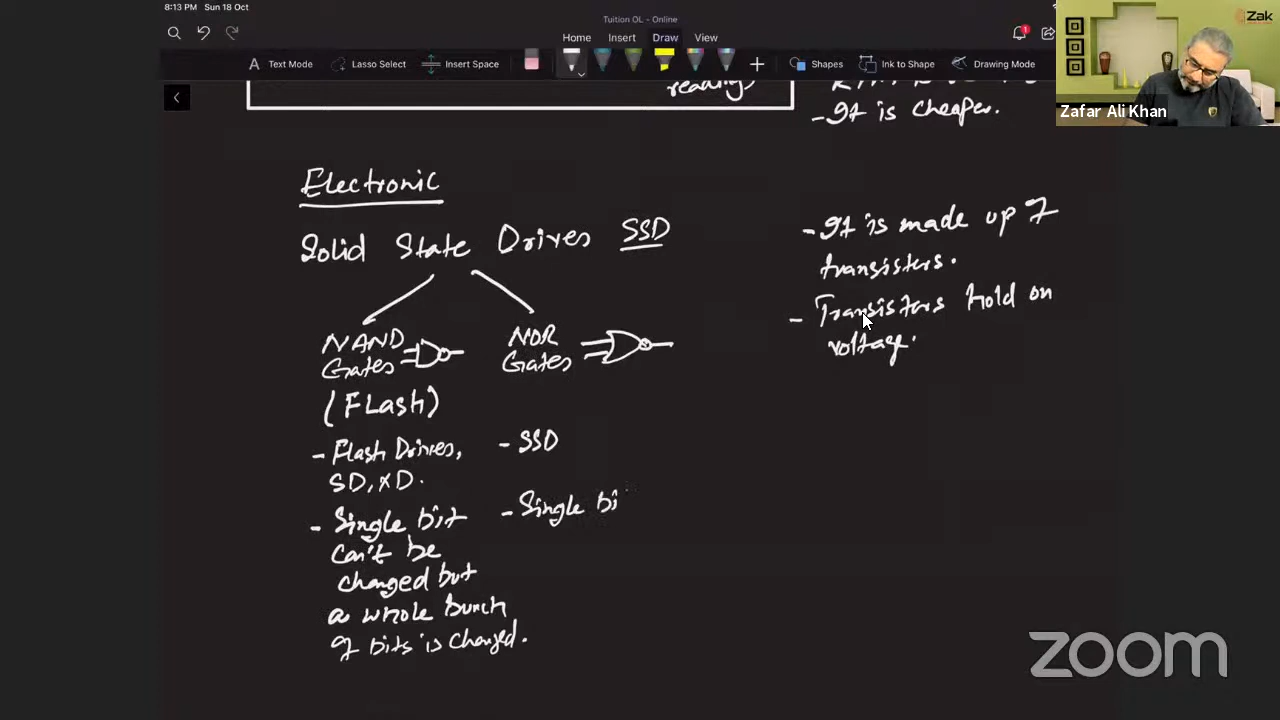 8:13 PM Sun 18 Oct
Tuition OL - Online
Home Insert Draw View
Text Mode Lasso Select Insert Space Shapes Ink to Shape Drawing Mode
1
Zak
Zafar Ali Khan
reading.
- It is cheaper.
Electronic
Solid State Drives SSD
NAND Gates
(Flash)
- Flash Drives,
SD, XD.
- Single bit
can't be
changed but
a whole bunch
of bits is changed.
NOR Gates
- SSD
- Single bi
- It is made up of
transisters.
- Transistors hold on
voltage.
zoom